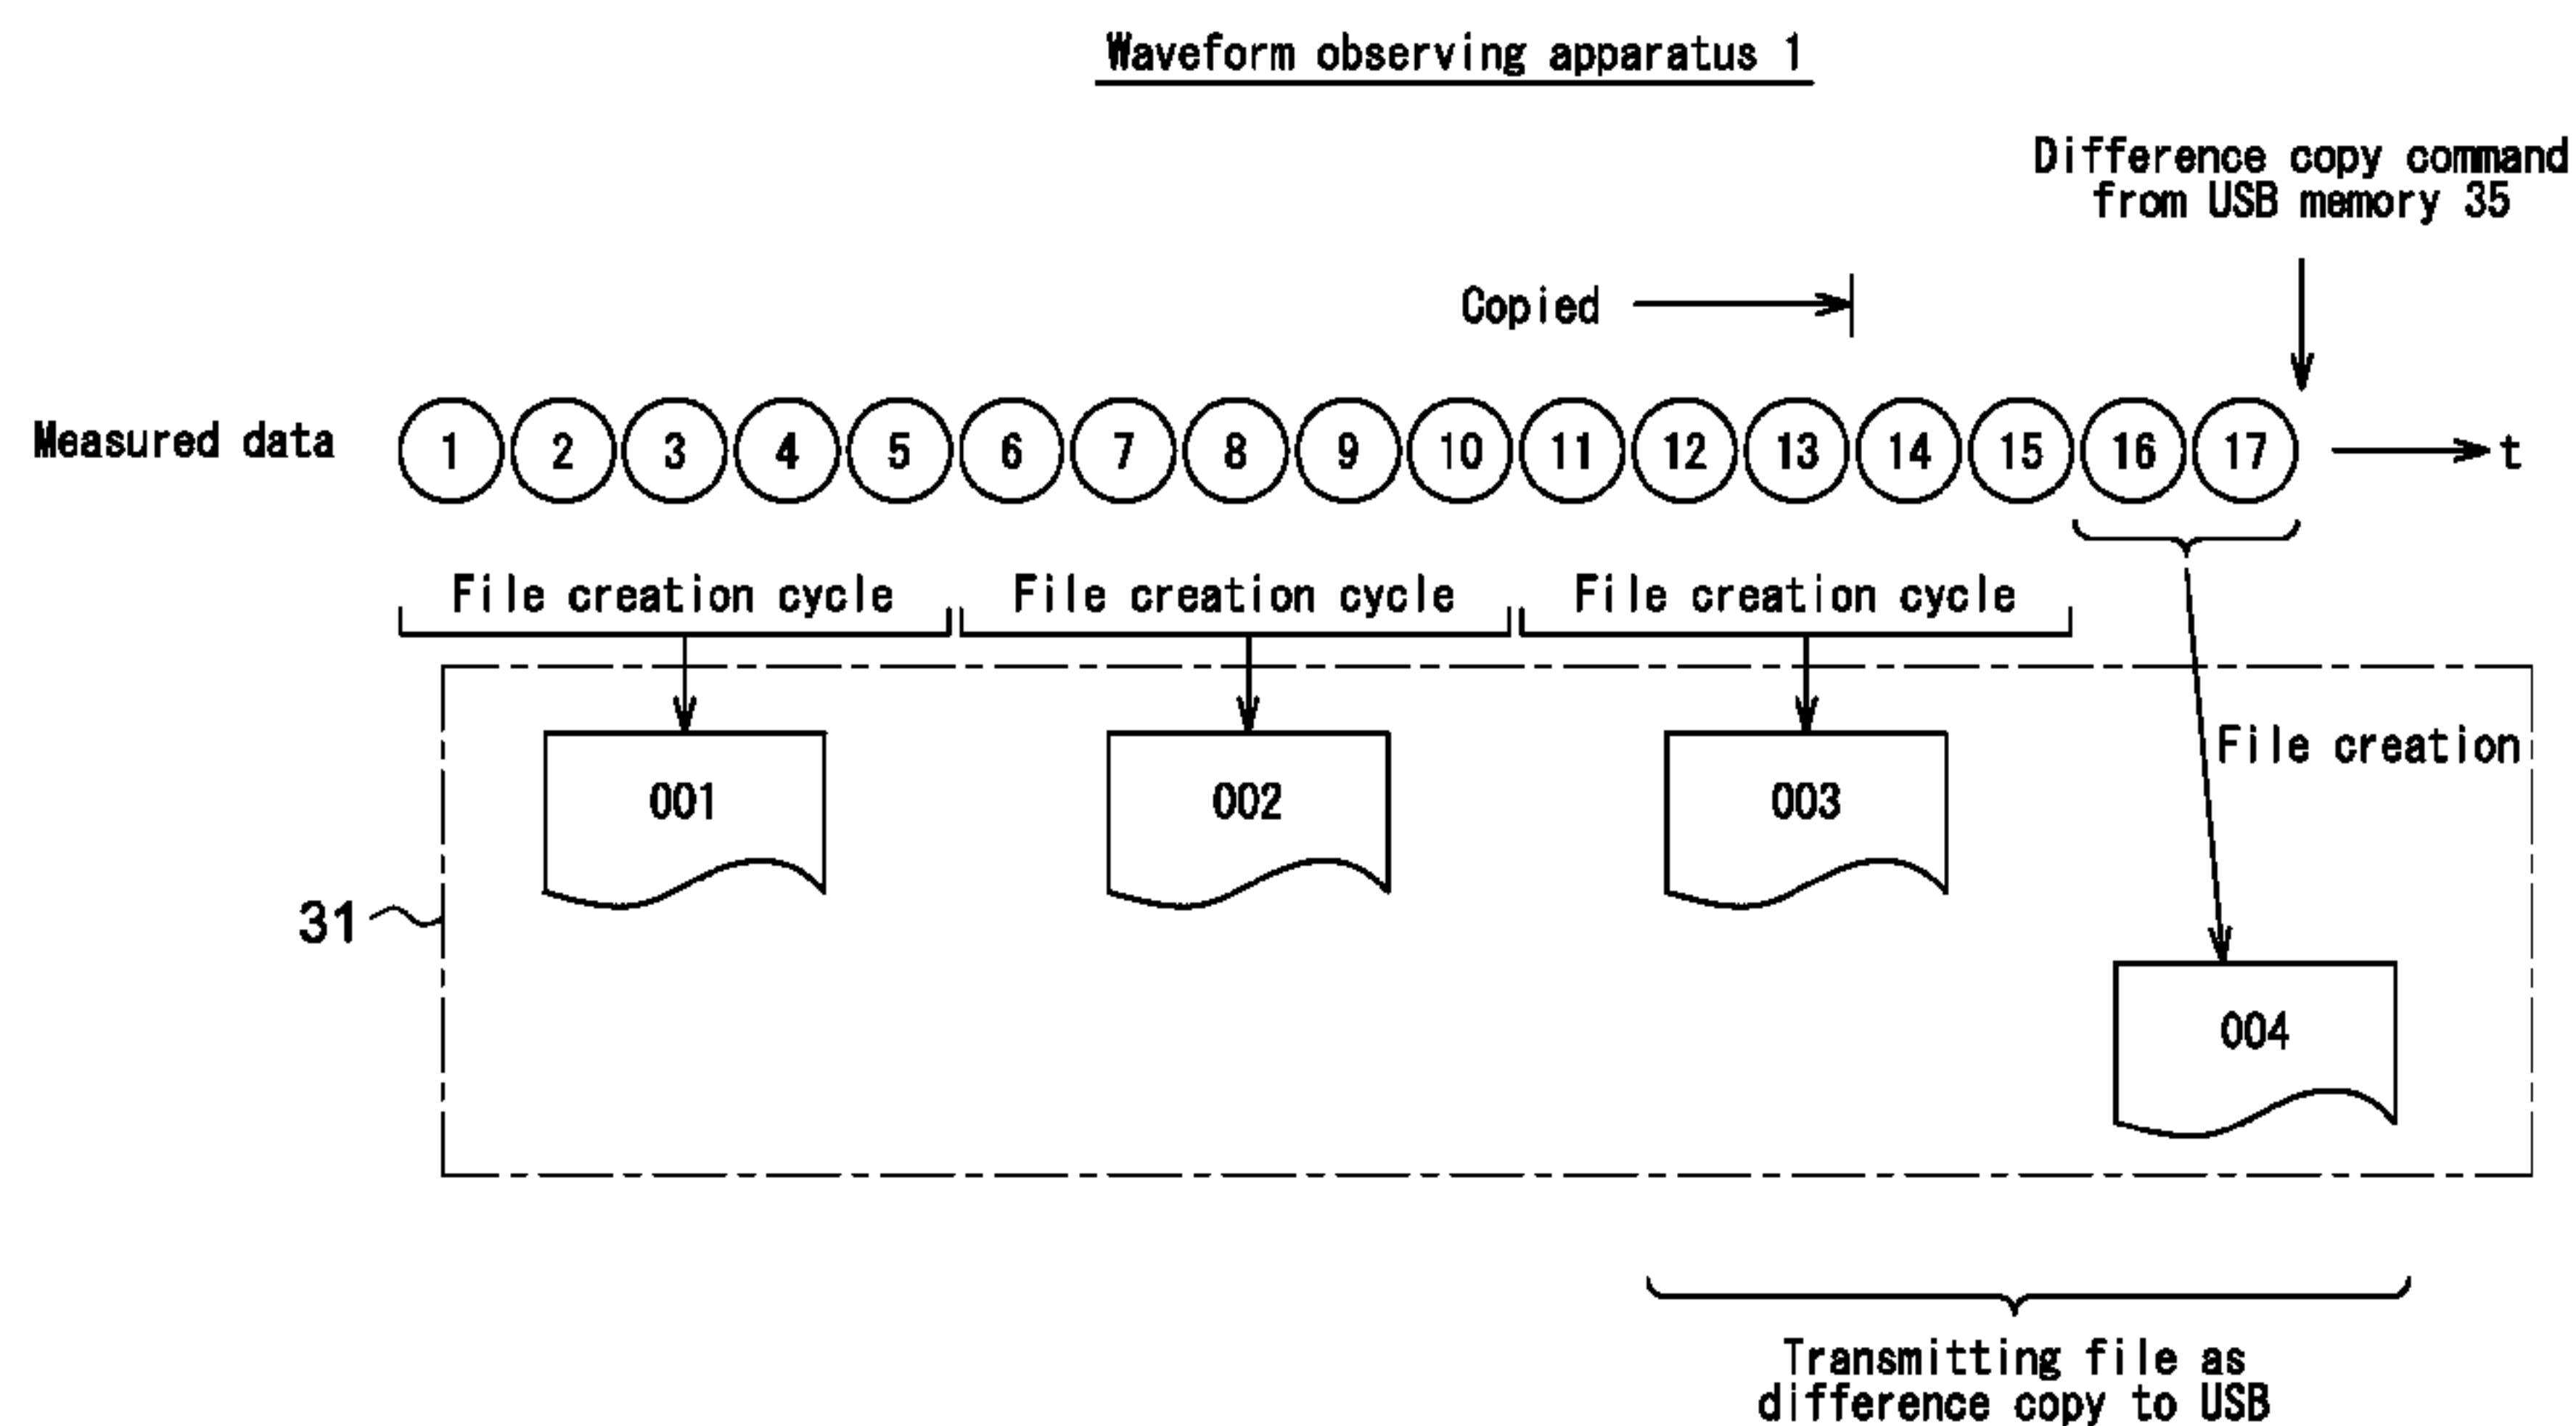 Waveform observing apparatus 1
Difference copy command
from USB memory 35
Copied
Measured data
1 2 3 4 5 6 7 8 9 10 11 12 13 14 15 16 17
t
File creation cycle File creation cycle File creation cycle
File creation
001 002 003
31
004
Transmitting file as
difference copy to USB